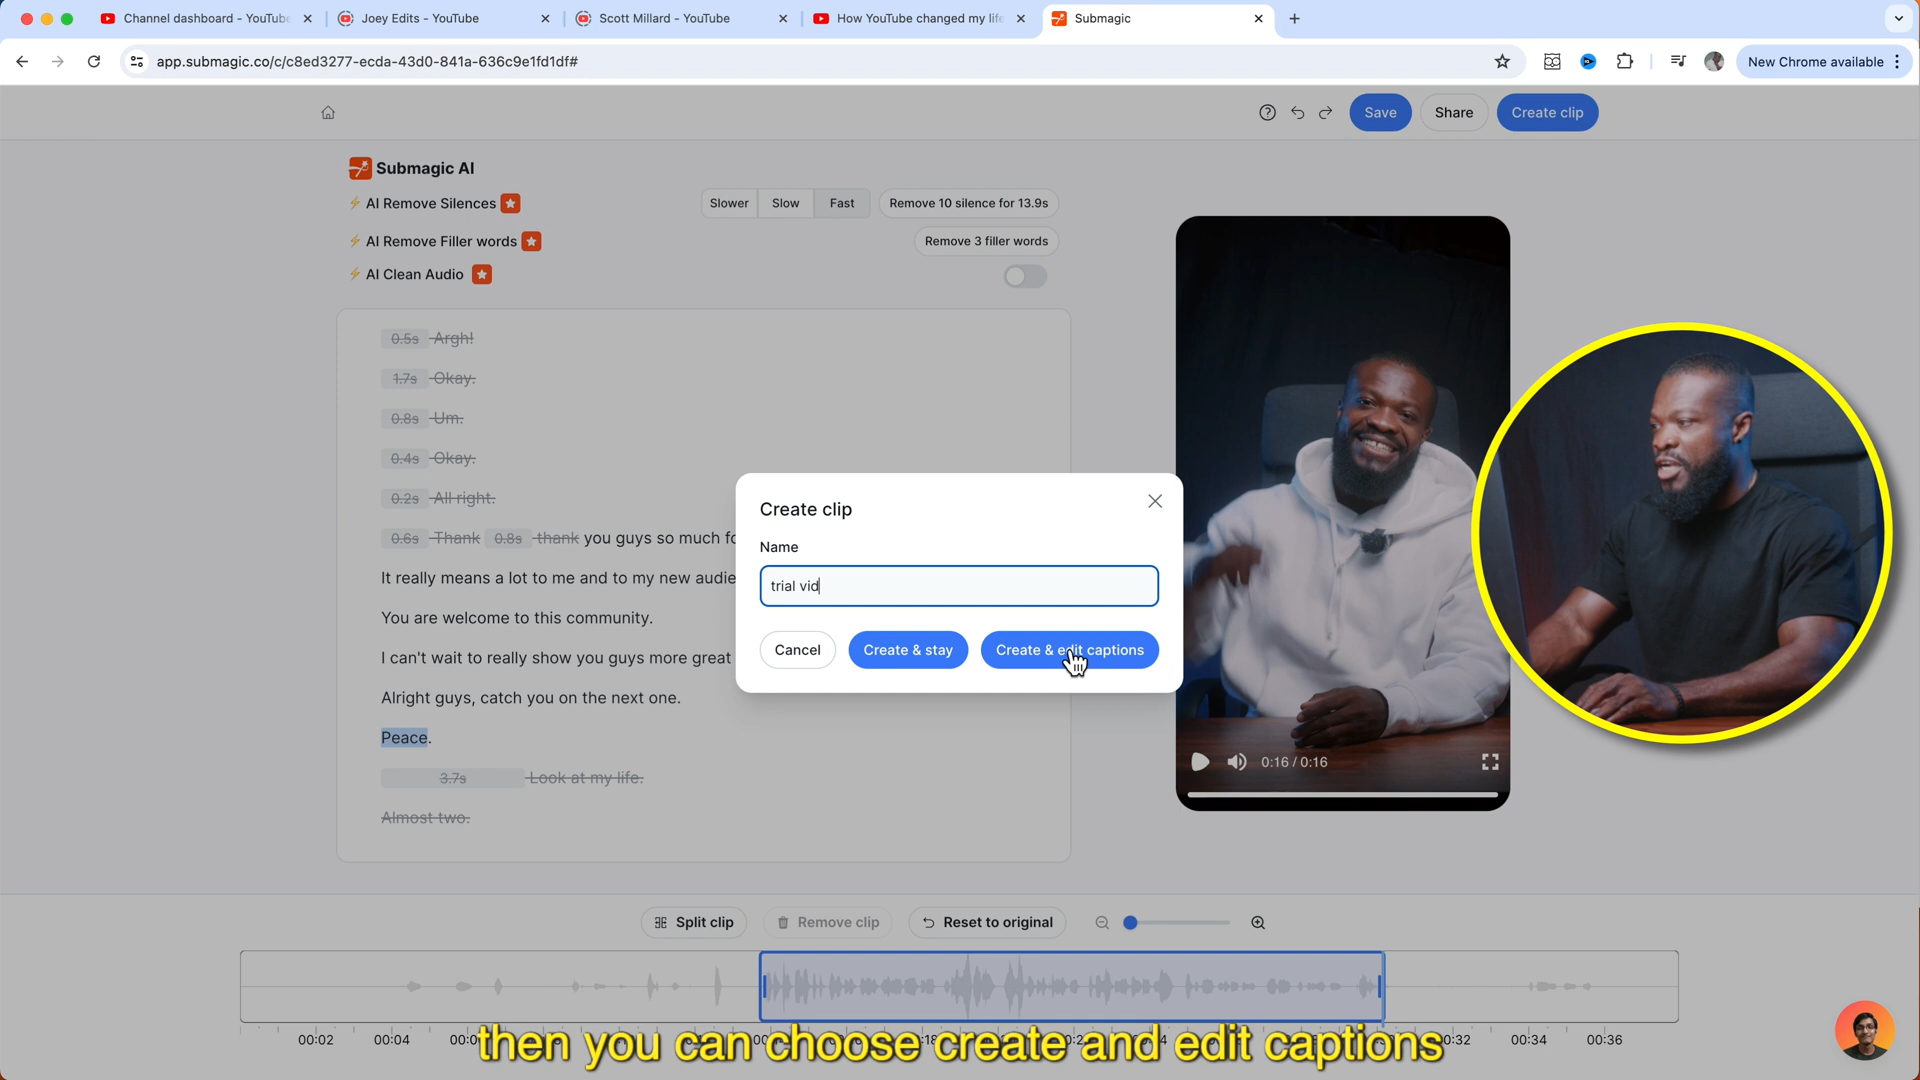 Channel dashboard - YouTube
Joey Edits - YouTube
Scott Millard - YouTube
How YouTube changed my life
Submagic
app.submagic.co/c/c8ed3277-ecda-43d0-841a-636c9e1fd1df#
New Chrome available
Save
Share
Create clip
Submagic AI
AI Remove Silences
Slower
Slow
Fast
Remove 10 silence for 13.9s
AI Remove Filler words
Remove 3 filler words
AI Clean Audio
0.5s Argh!
1.7s Okay.
0.8s Um.
0.4s Okay.
0.2s All right.
0.6s Thank 0.8s thank you guys so much fo
It really means a lot to me and to my new audie
You are welcome to this community.
I can't wait to really show you guys more great
Alright guys, catch you on the next one.
Peace.
3.7s Look at my life.
Almost two.
Create clip
Name
trial vid
Cancel
Create & stay
Create & edit captions
0:16 / 0:16
Split clip
Remove clip
Reset to original
00:02
00:04
00:34
00:36
then you can choose create and edit captions